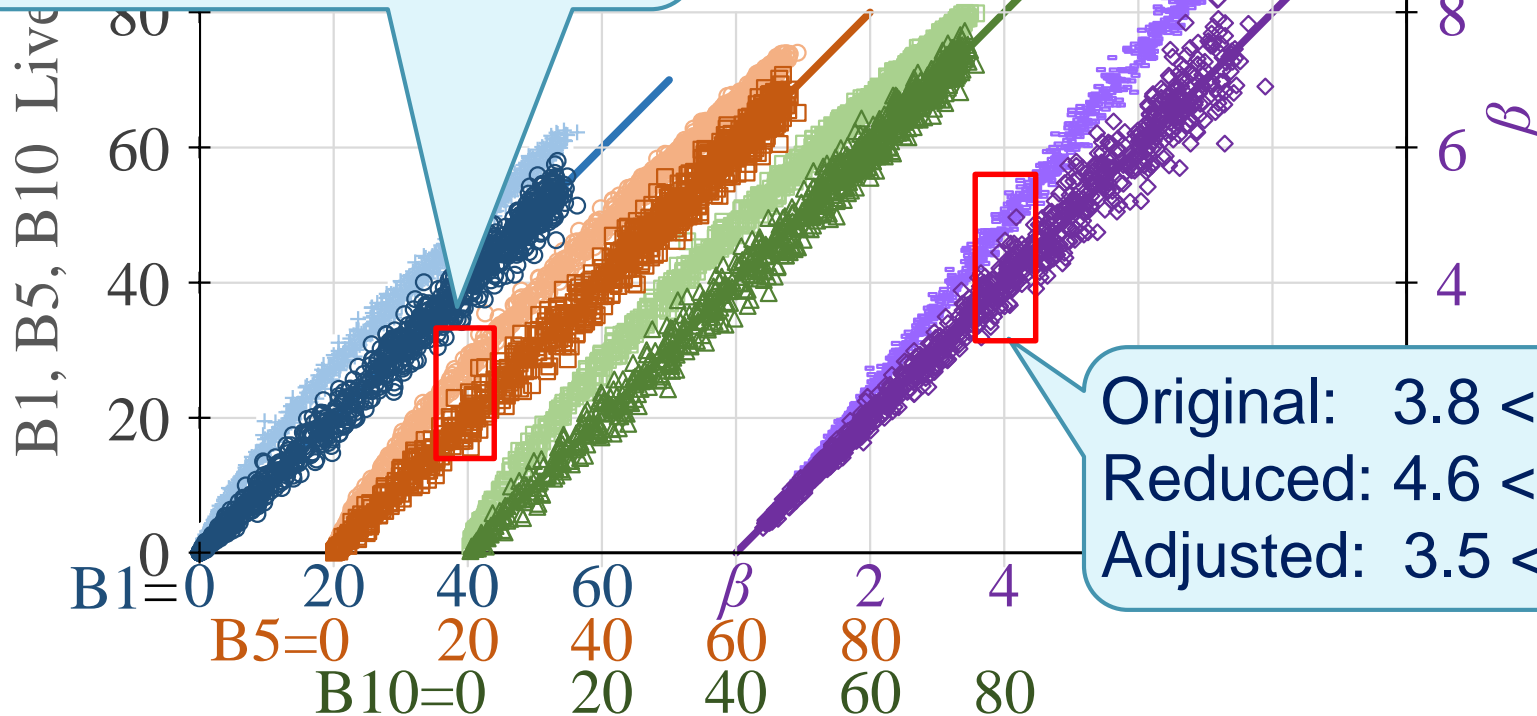 B1, B5, B10 Live
80
60
40
20
0
8
6
4
β
Original: 3.8 <
Reduced: 4.6 <
Adjusted: 3.5 <
B1=0 20 40 60 β 2 4
B5=0 20 40 60 80
B10=0 20 40 60 80